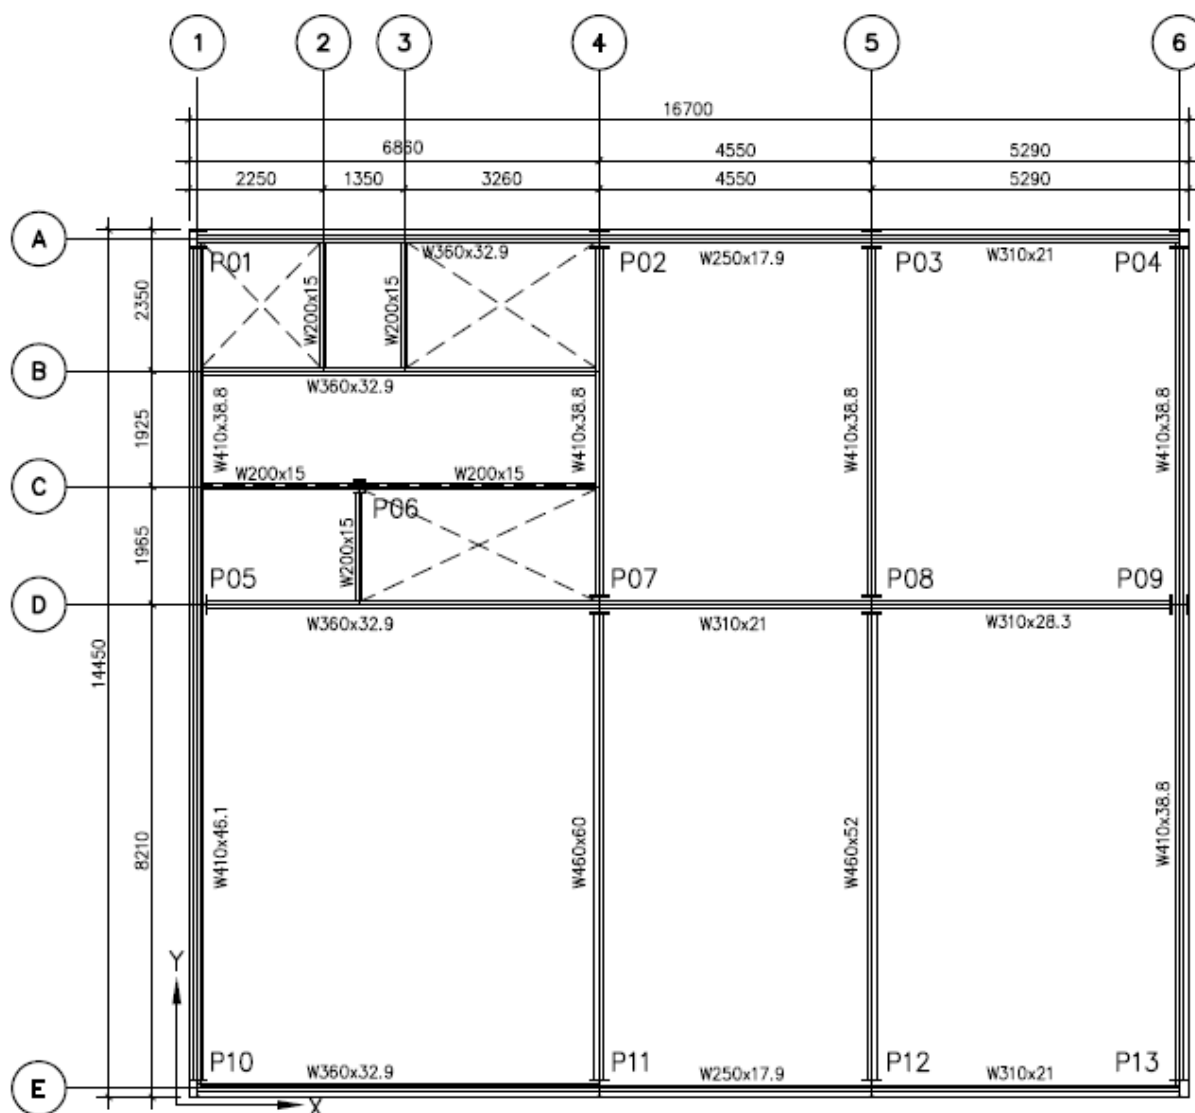 1 2 3 4 5 6
16700
6860 4550 5290
2250 1350 3260 4550 5290
A
P01 W360x32.9 P02 W250x17.9 P03 W310x21 P04
2350
W200x15 W200x15
B
W360x32.9
1925
W410x38.8 W410x38.8 W410x38.8 W410x38.8
C
W200x15 W200x15
P06
1965
W200x15
P05 P07 P08 P09
D
W360x32.9 W310x21 W310x28.3
14450
8210
W410x46.1 W460x60 W460x52 W410x38.8
Y
P10 W360x32.9 P11 W250x17.9 P12 W310x21 P13
E
X